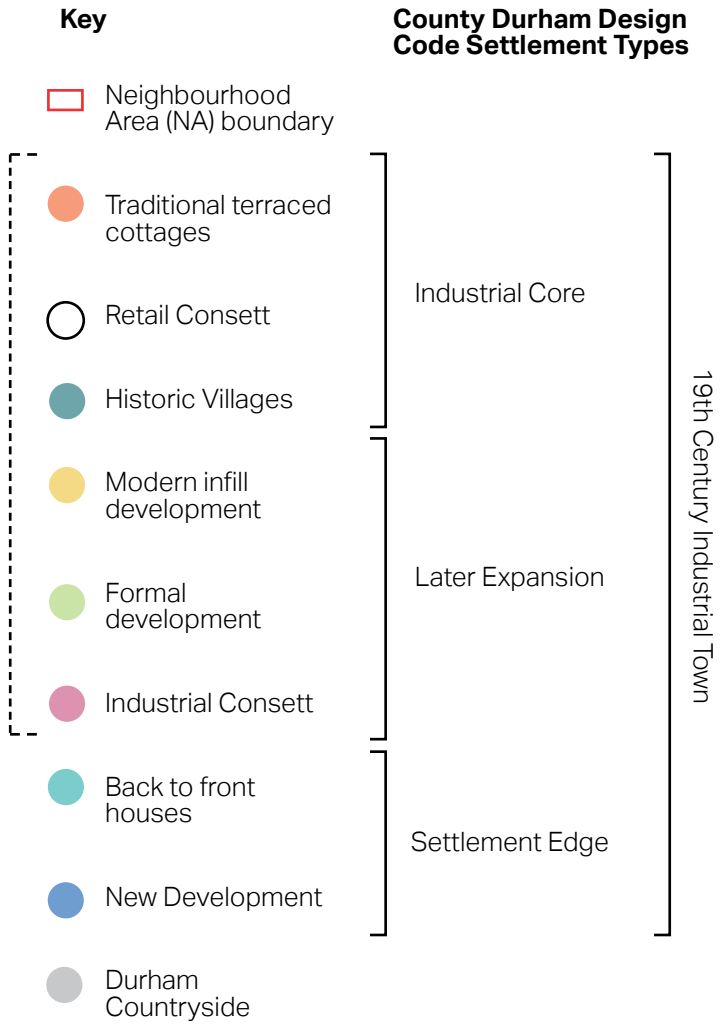 Key
County Durham Design
Code Settlement Types
Neighbourhood
Area (NA) boundary
Traditional terraced
cottages
Retail Consett
Historic Villages
Modern infill
development
Formal
development
Industrial Consett
Back to front
houses
New Development
Durham
Countryside
Industrial Core
Later Expansion
Settlement Edge
19th Century Industrial Town